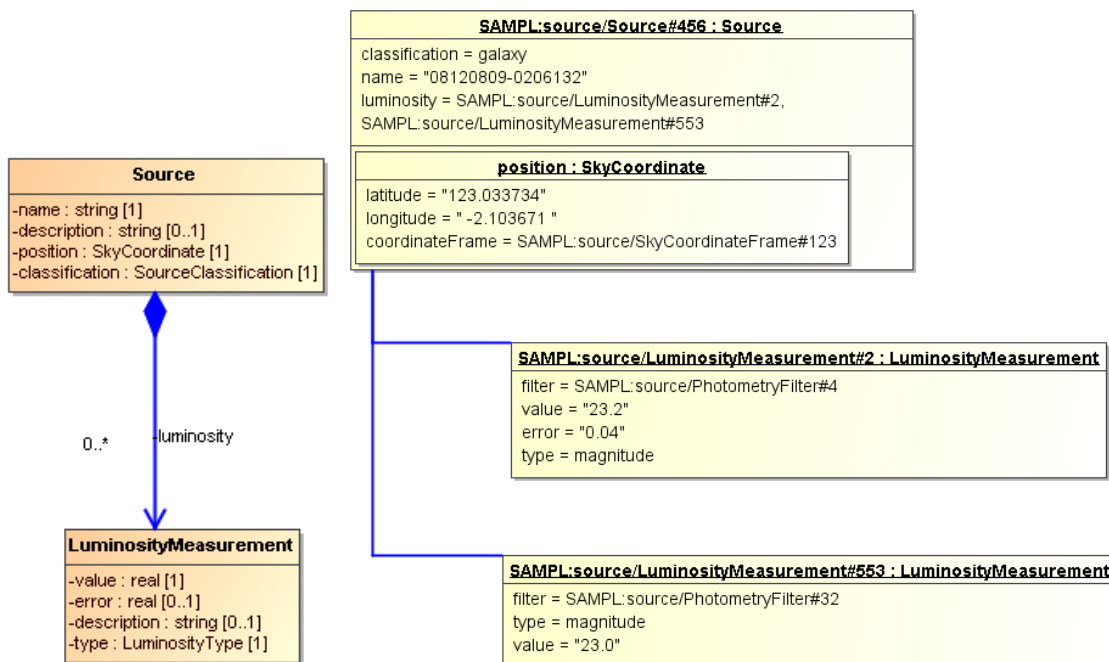 SAMPL:source/Source#456 : Source
classification = galaxy
name = "08120809-0206132"
luminosity = SAMPL:source/LuminosityMeasurement#2,
SAMPL:source/LuminosityMeasurement#553
position : SkyCoordinate
latitude = "123.033734"
longitude = " -2.103671 "
coordinateFrame = SAMPL:source/SkyCoordinateFrame#123
Source
-name : string [1]
-description : string [0..1]
-position : SkyCoordinate [1]
-classification : SourceClassification [1]
0..*
-luminosity
LuminosityMeasurement
-value : real [1]
-error : real [0..1]
-description : string [0..1]
-type : LuminosityType [1]
SAMPL:source/LuminosityMeasurement#2 : LuminosityMeasurement
filter = SAMPL:source/PhotometryFilter#4
value = "23.2"
error = "0.04"
type = magnitude
SAMPL:source/LuminosityMeasurement#553 : LuminosityMeasurement
filter = SAMPL:source/PhotometryFilter#32
type = magnitude
value = "23.0"